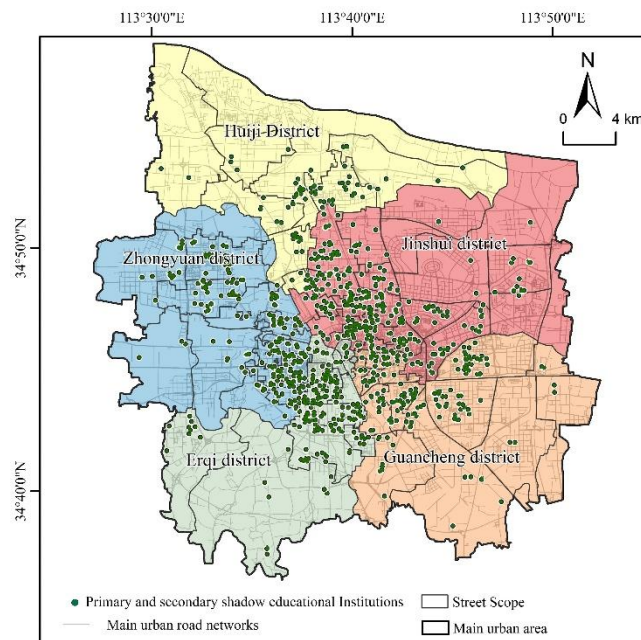 113°30'0"E 113°40'0"E 113°50'0"E
N
0 4 km
Huiji District
34°50'0"N
Jinshui district
Zhongyuan district
Erqi district
Guancheng district
34°40'0"N
Primary and secondary shadow educational Institutions
Street Scope
Main urban road networks
Main urban area